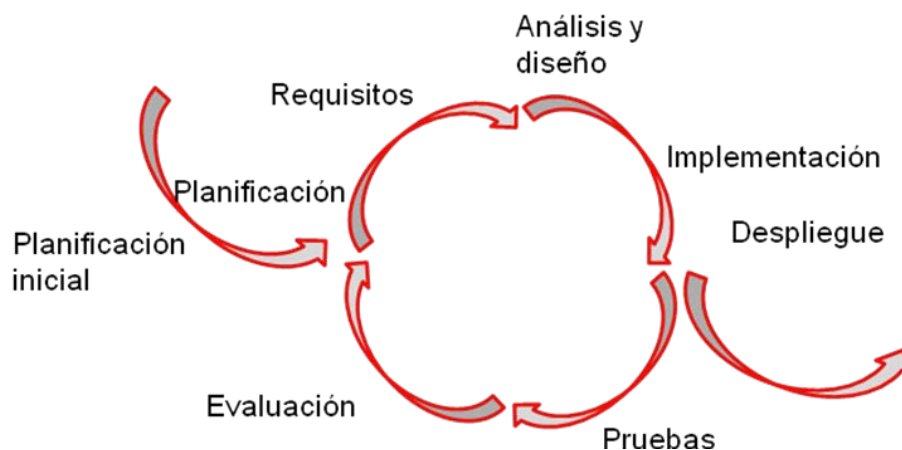 Análisis y
diseño
Requisitos
Implementación
Planificación
Despliegue
Planificación
inicial
Evaluación
Pruebas